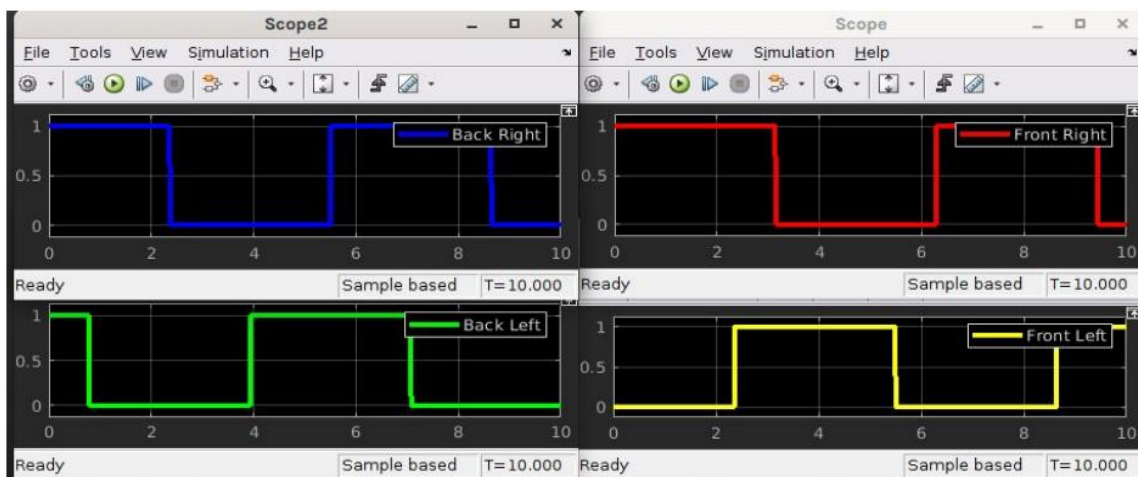 Scope2
File Tools View Simulation Help
1
0.5
0
Back Right
0 2 4 6 8 10
Ready Sample based T=10.000
1
0.5
0
Back Left
0 2 4 6 8 10
Ready Sample based T=10.000
Scope
File Tools View Simulation Help
1
0.5
0
Front Right
0 2 4 6 8 10
Ready Sample based T=10.000
1
0.5
0
Front Left
0 2 4 6 8 10
Ready Sample based T=10.000